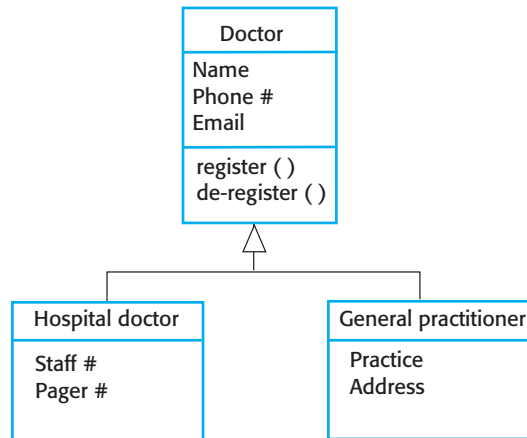 Doctor
Name
Phone #
Email
register ( )
de-register ( )
Hospital doctor
Staff #
Pager #
General practitioner
Practice
Address